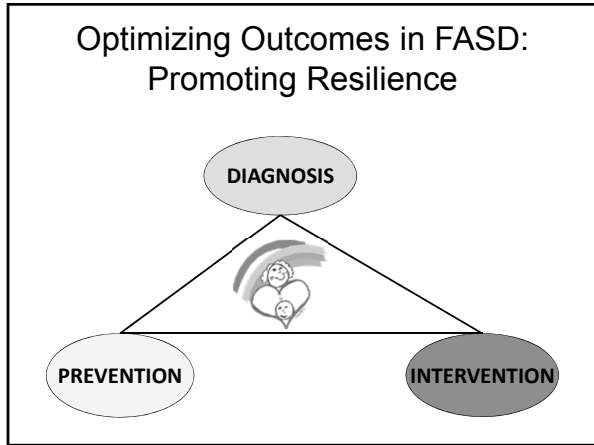 Optimizing Outcomes in FASD:
Promoting Resilience
DIAGNOSIS
PREVENTION
INTERVENTION